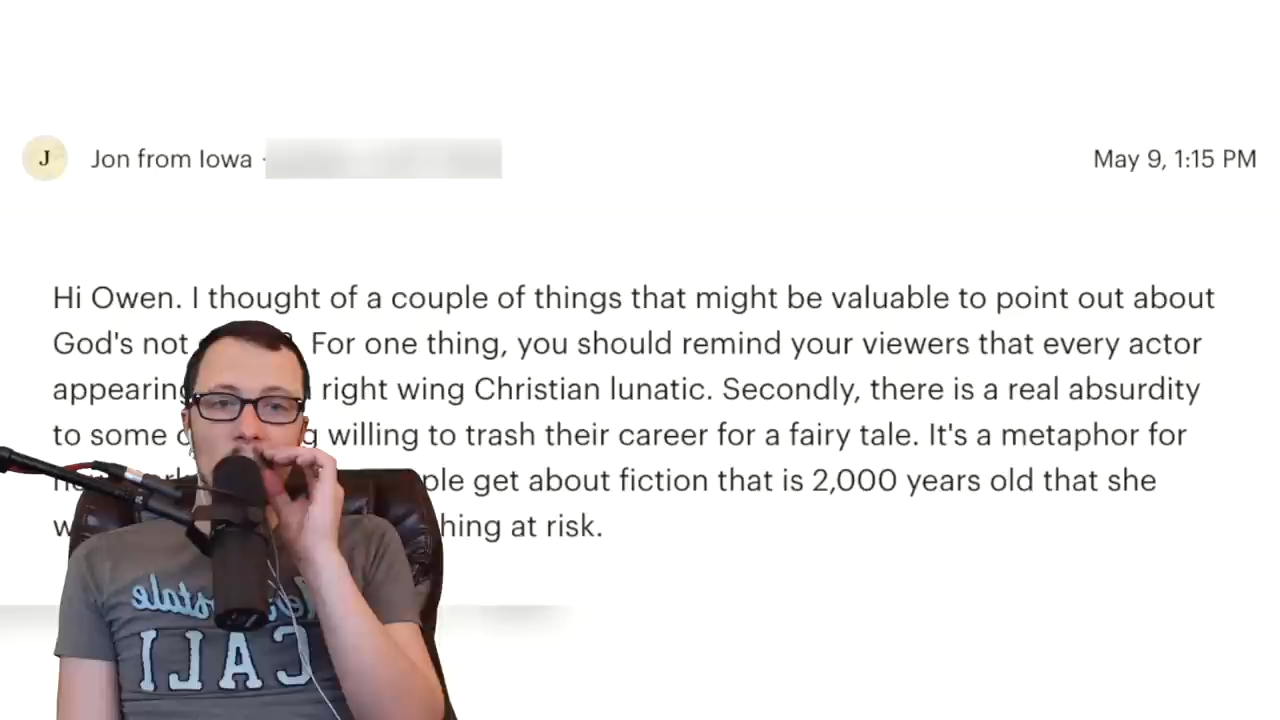 J Jon from Iowa · May 9, 1:15 PM
Hi Owen. I thought of a couple of things that might be valuable to point out about
God's not For one thing, you should remind your viewers that every actor
appearing right wing Christian lunatic. Secondly, there is a real absurdity
to some willing to trash their career for a fairy tale. It's a metaphor for
get about fiction that is 2,000 years old that she
at risk.
CALI